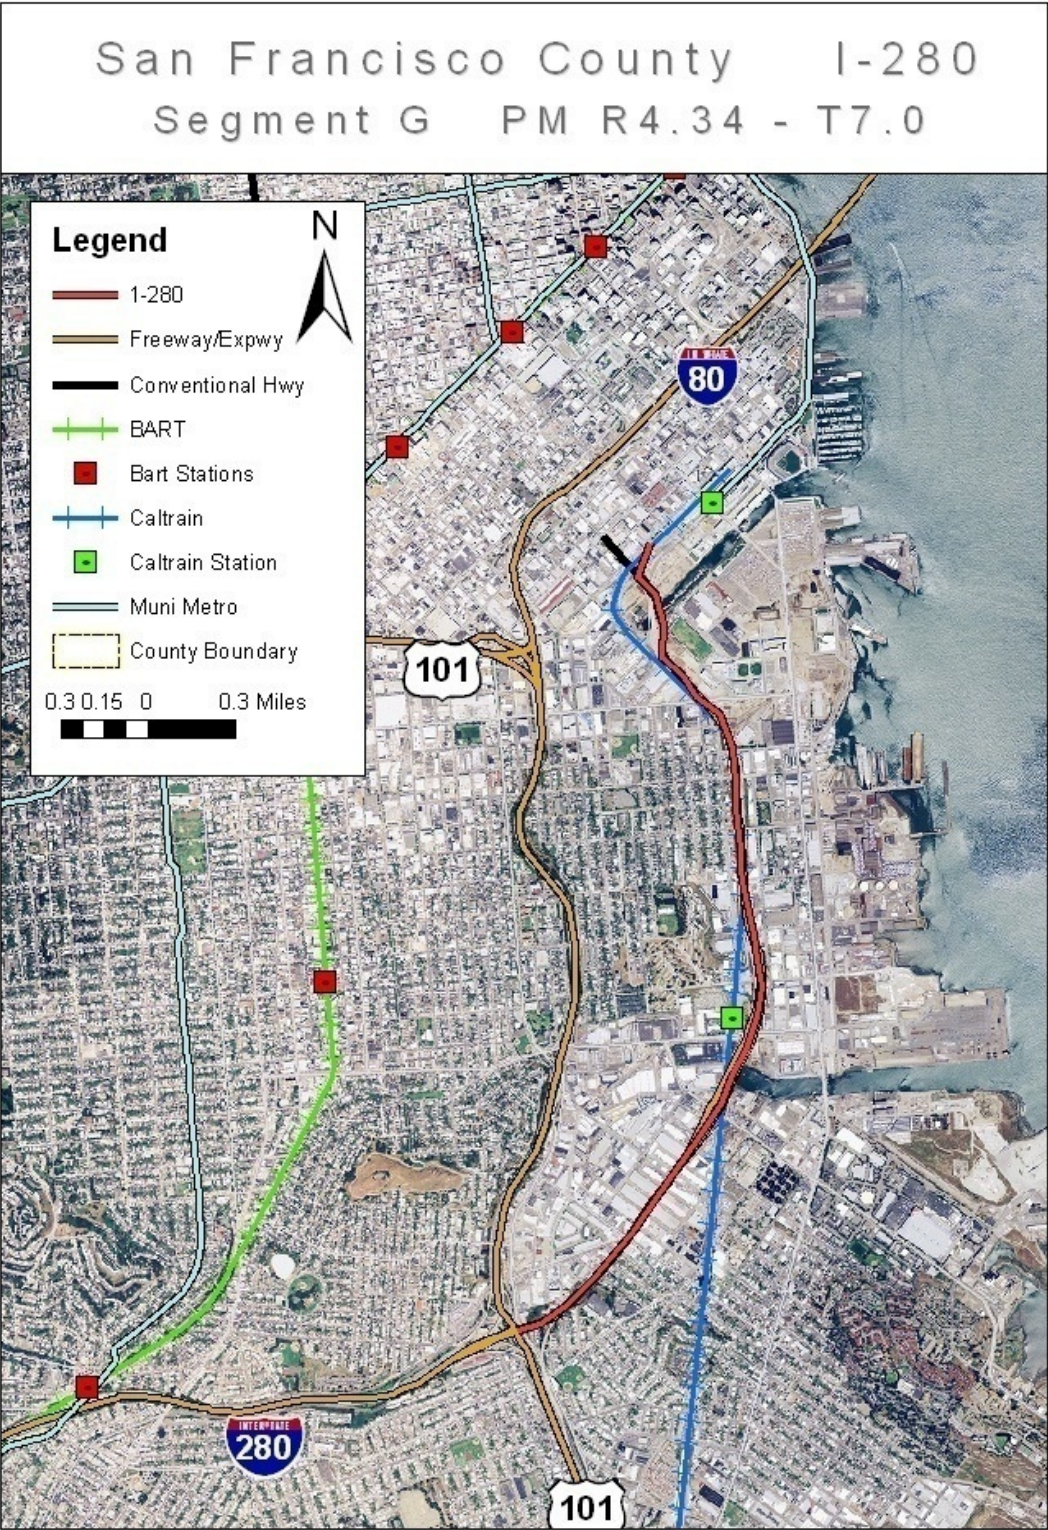 San Francisco County I-280
Segment G PM R4.34 - T7.0
Legend
N
1-280
Freeway/Expwy
Conventional Hwy
BART
Bart Stations
Caltrain
Caltrain Station
Muni Metro
County Boundary
0.3 0.15 0 0.3 Miles
80
101
INTERSTATE
280
101